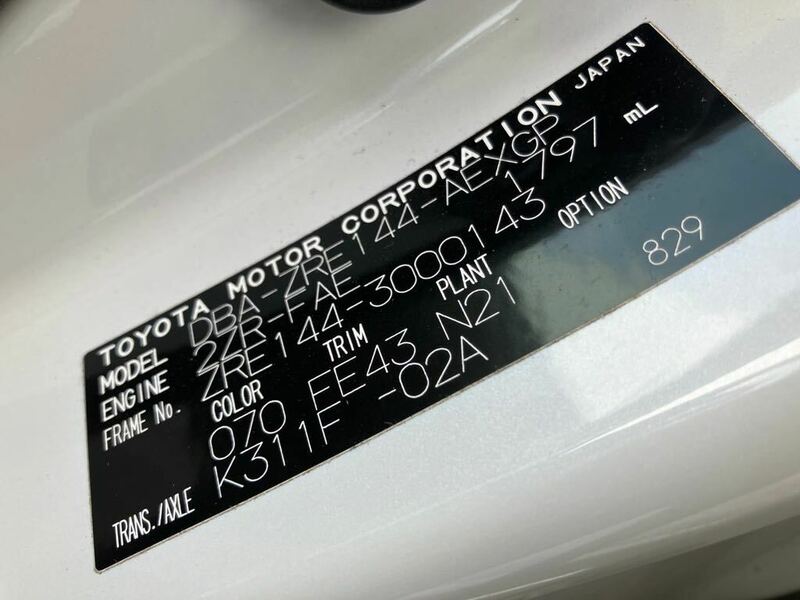 TOYOTA MOTOR CORPORATION JAPAN
MODEL DBA-ZRE144-AEXGP
ENGINE 2ZR-FAE 1797 mL
FRAME No. ZRE144-3000143
COLOR TRIM PLANT OPTION
070 FE43 N21 829
TRANS./AXLE K311F -02A